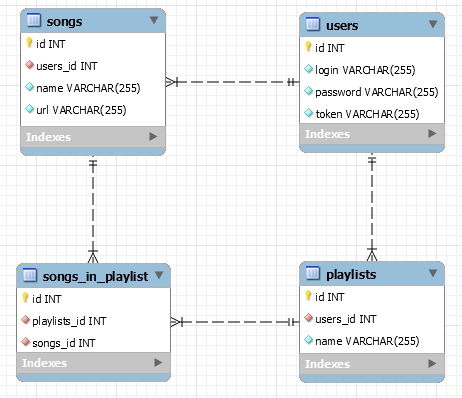 songs
id INT
users_id INT
name VARCHAR(255)
url VARCHAR(255)
Indexes
users
id INT
login VARCHAR(255)
password VARCHAR(255)
token VARCHAR(255)
Indexes
songs_in_playlist
id INT
playlists_id INT
songs_id INT
Indexes
playlists
id INT
users_id INT
name VARCHAR(255)
Indexes